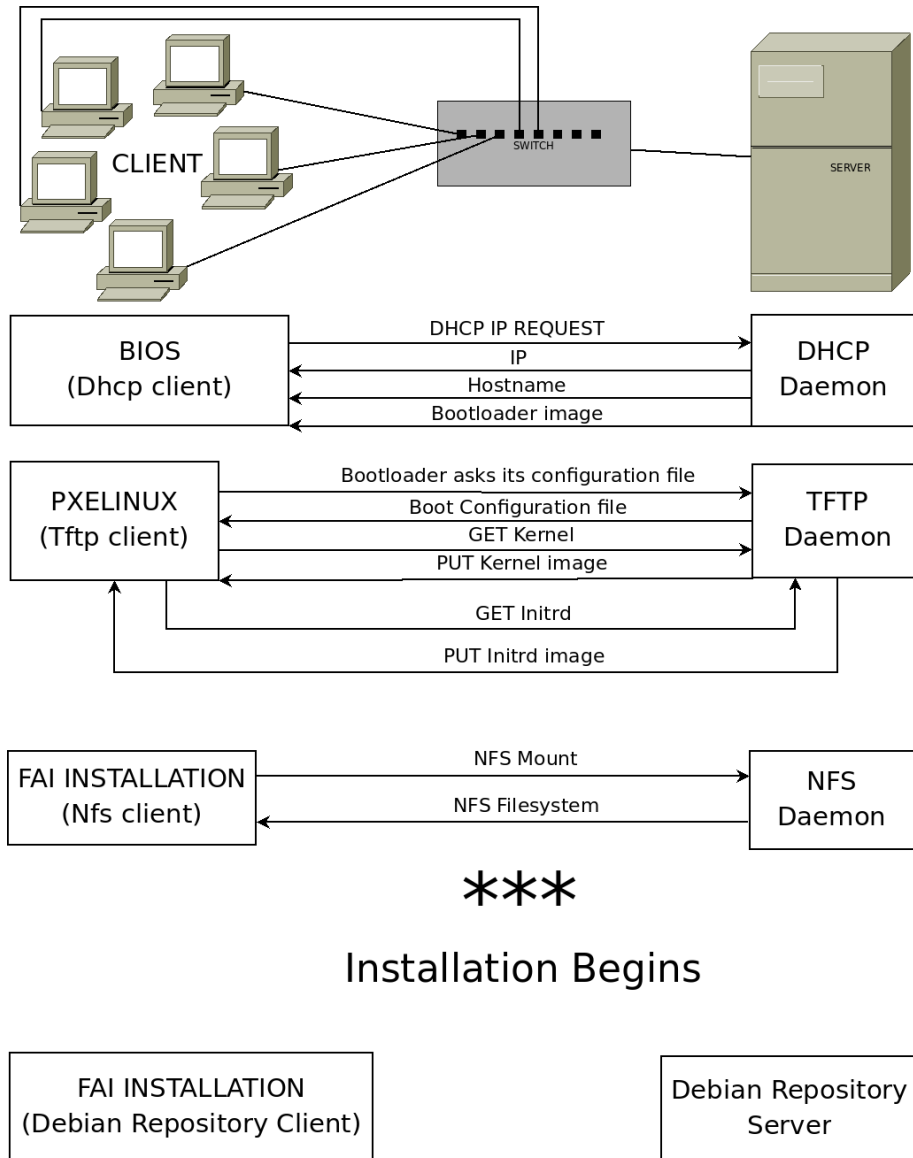 CLIENT
SWITCH
SERVER
BIOS
(Dhcp client)
DHCP IP REQUEST
IP
Hostname
Bootloader image
DHCP
Daemon
PXELINUX
(Tftp client)
Bootloader asks its configuration file
Boot Configuration file
GET Kernel
PUT Kernel image
GET Initrd
PUT Initrd image
TFTP
Daemon
FAI INSTALLATION
(Nfs client)
NFS Mount
NFS Filesystem
NFS
Daemon
***
Installation Begins
FAI INSTALLATION
(Debian Repository Client)
Debian Repository
Server